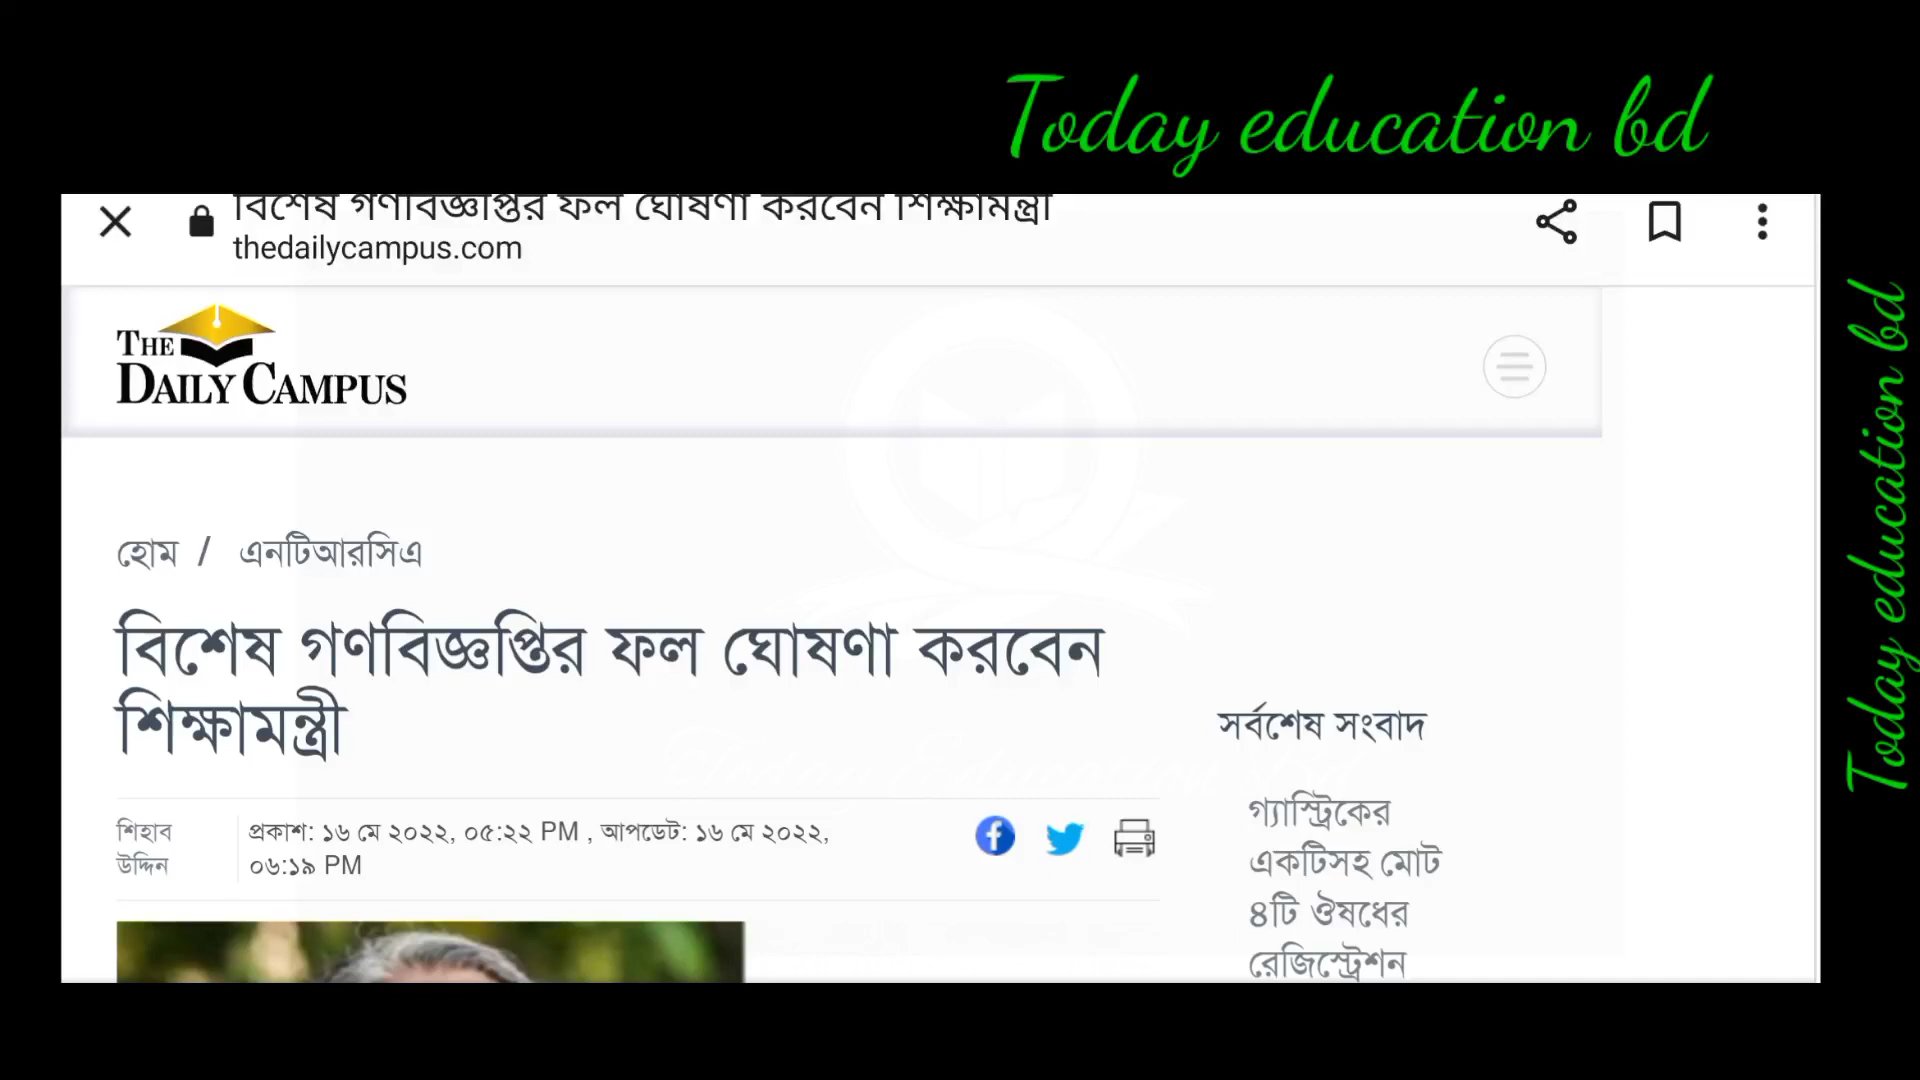 Today education bd
বিশেষ গণবিজ্ঞপ্তির ফল ঘোষণা করবেন শিক্ষামন্ত্রী
thedailycampus.com
THE
DAILY CAMPUS
হোম / এনটিআরসিএ
বিশেষ গণবিজ্ঞপ্তির ফল ঘোষণা করবেন
শিক্ষামন্ত্রী
শিহাব
উদ্দিন
প্রকাশ: ১৬ মে ২০২২, ০৫:২২ PM , আপডেট: ১৬ মে ২০২২,
০৬:১৯ PM
সর্বশেষ সংবাদ
গ্যাস্ট্রিকের
একটিসহ মোট
৪টি ঔষধের
রেজিস্ট্রেশন
Today education bd